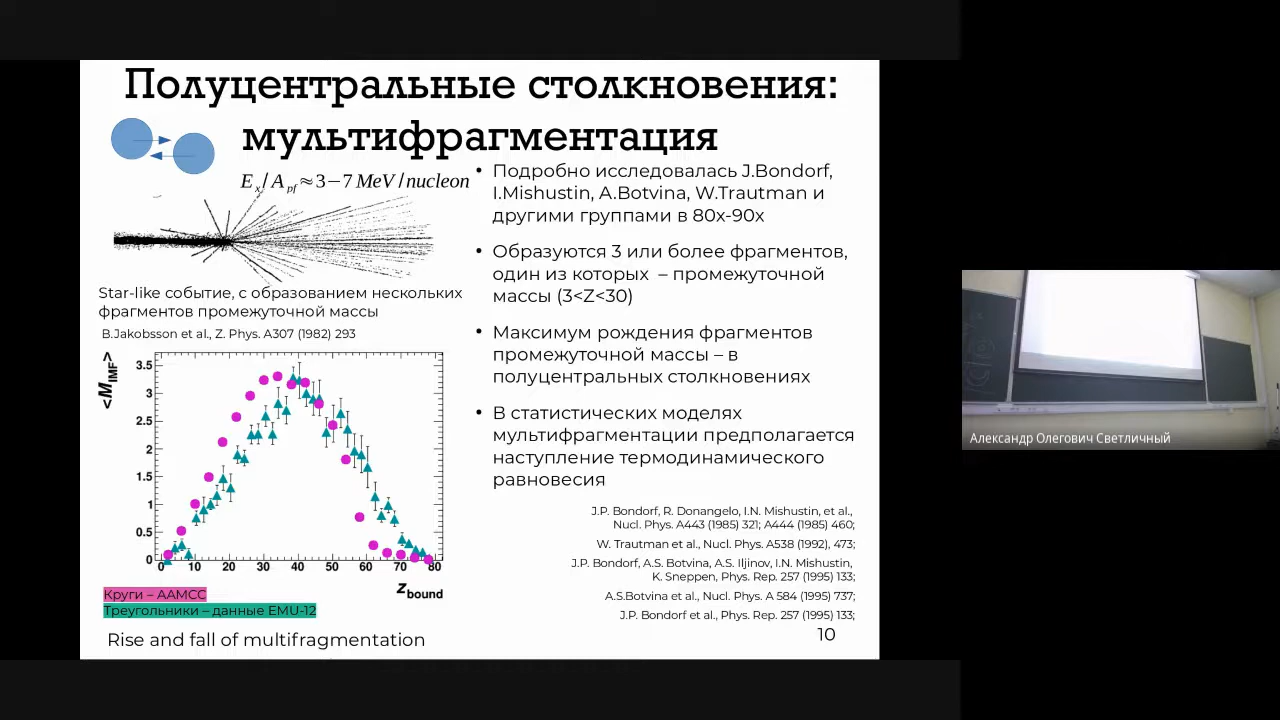 Полуцентральные столкновения:
мультифрагментация
E_x/A_pf≈3−7 MeV/nucleon
Star-like событие, с образованием нескольких
фрагментов промежуточной массы
B.Jakobsson et al., Z. Phys. A307 (1982) 293
<M_IMF>
3.5
3
2.5
2
1.5
1
0.5
0
0 10 20 30 40 50 60 70 80
Z_bound
Круги – ААМСС
Треугольники – данные EMU-12
Rise and fall of multifragmentation
• Подробно исследовалась J.Bondorf,
I.Mishustin, A.Botvina, W.Trautman и
другими группами в 80х-90х
• Образуются 3 или более фрагментов,
один из которых – промежуточной
массы (3<Z<30)
• Максимум рождения фрагментов
промежуточной массы – в
полуцентральных столкновениях
• В статистических моделях
мультифрагментации предполагается
наступление термодинамического
равновесия
J.P. Bondorf, R. Donangelo, I.N. Mishustin, et al.,
Nucl. Phys. A443 (1985) 321; A444 (1985) 460;
W. Trautman et al., Nucl. Phys. A538 (1992), 473;
J.P. Bondorf, A.S. Botvina, A.S. Iljinov, I.N. Mishustin,
K. Sneppen, Phys. Rep. 257 (1995) 133;
A.S.Botvina et al., Nucl. Phys. A 584 (1995) 737;
J.P. Bondorf et al., Phys. Rep. 257 (1995) 133;
10
Александр Олегович Светличный